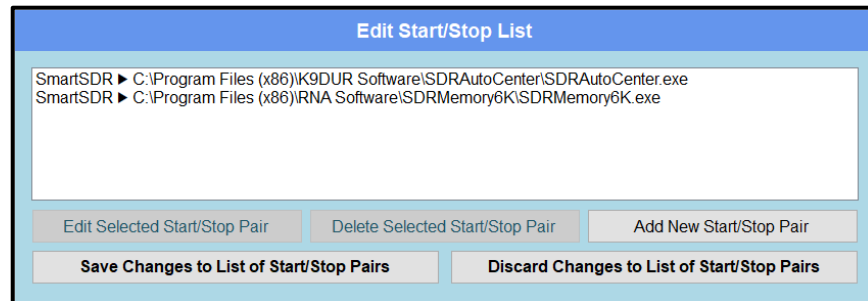 Edit Start/Stop List
SmartSDR ► C:\Program Files (x86)\K9DUR Software\SDRAutoCenter\SDRAutoCenter.exe
SmartSDR ► C:\Program Files (x86)\RNA Software\SDRMemory6K\SDRMemory6K.exe
Edit Selected Start/Stop Pair Delete Selected Start/Stop Pair Add New Start/Stop Pair
Save Changes to List of Start/Stop Pairs Discard Changes to List of Start/Stop Pairs